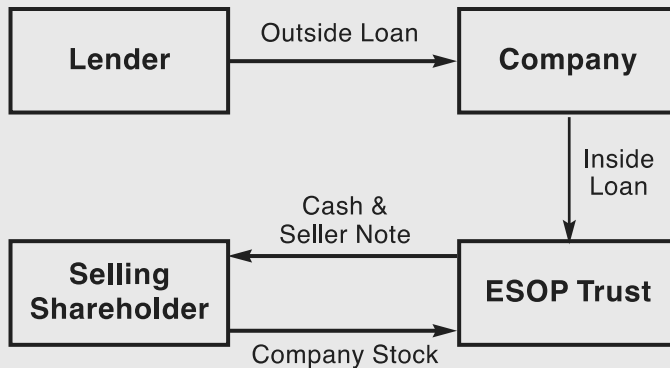 Outside Loan
Lender
Company
Inside
Loan
Cash &
Seller Note
Selling
Shareholder
ESOP Trust
Company Stock